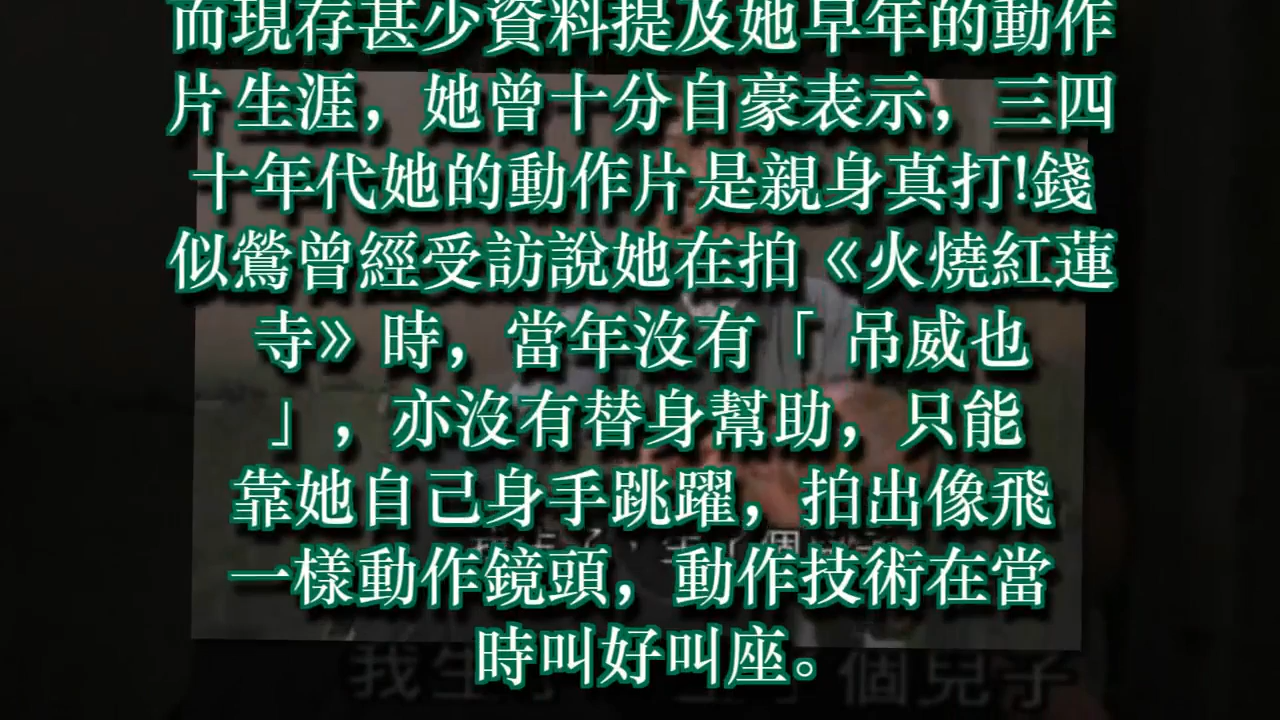 而現存甚少資料提及她早年的動作
片生涯，她曾十分自豪表示，三四
十年代她的動作片是親身真打!錢
似鶯曾經受訪說她在拍《火燒紅蓮
寺》時，當年沒有「 吊威也
」，亦沒有替身幫助，只能
靠她自己身手跳躍，拍出像飛
一樣動作鏡頭，動作技術在當
時叫好叫座。